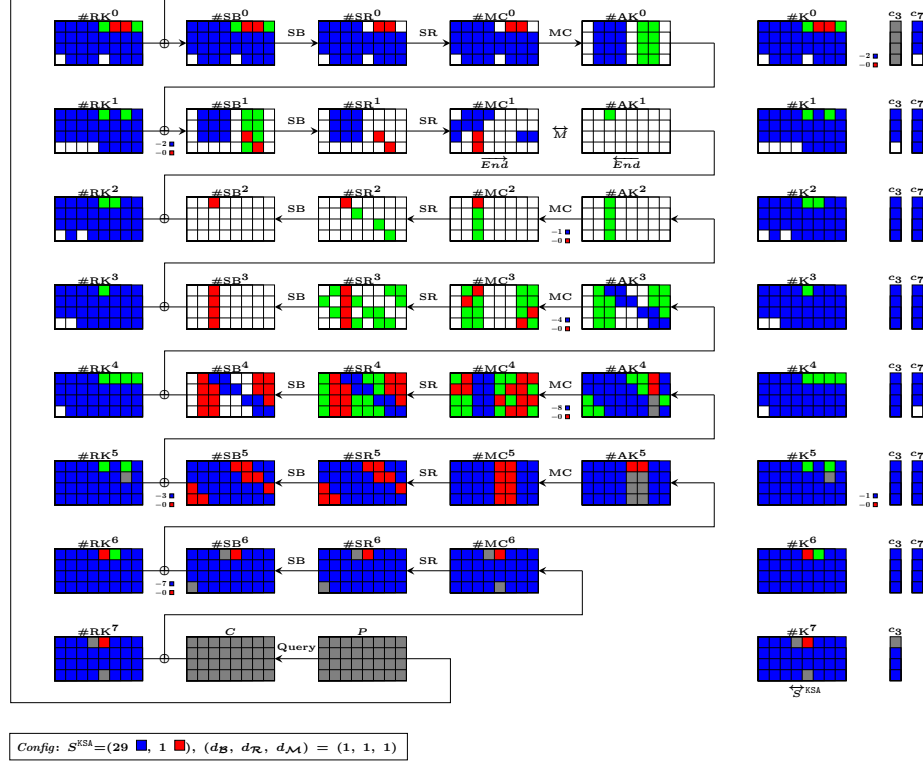 #RK⁰ #SB⁰ #SR⁰ #MC⁰ #AK⁰ #K⁰ c₃ c₇
SB SR MC
−2
−0
#RK¹ #SB¹ #SR¹ #MC¹ #AK¹ #K¹ c₃ c₇
SB SR M
−2
−0
End End
#RK² #SB² #SR² #MC² #AK² #K² c₃ c₇
SB SR MC
−1
−0
#RK³ #SB³ #SR³ #MC³ #AK³ #K³ c₃ c₇
SB SR MC
−4
−0
#RK⁴ #SB⁴ #SR⁴ #MC⁴ #AK⁴ #K⁴ c₃ c₇
SB SR MC
−8
−0
#RK⁵ #SB⁵ #SR⁵ #MC⁵ #AK⁵ #K⁵ c₃ c₇
SB SR MC
−3 −1
−0 −0
#RK⁶ #SB⁶ #SR⁶ #MC⁶ #K⁶ c₃ c₇
SB SR
−7
−0
#RK⁷ C P #K⁷ c₃
Query
S KSA
Config: S^KSA=(29 , 1 ), (d_B, d_R, d_M) = (1, 1, 1)